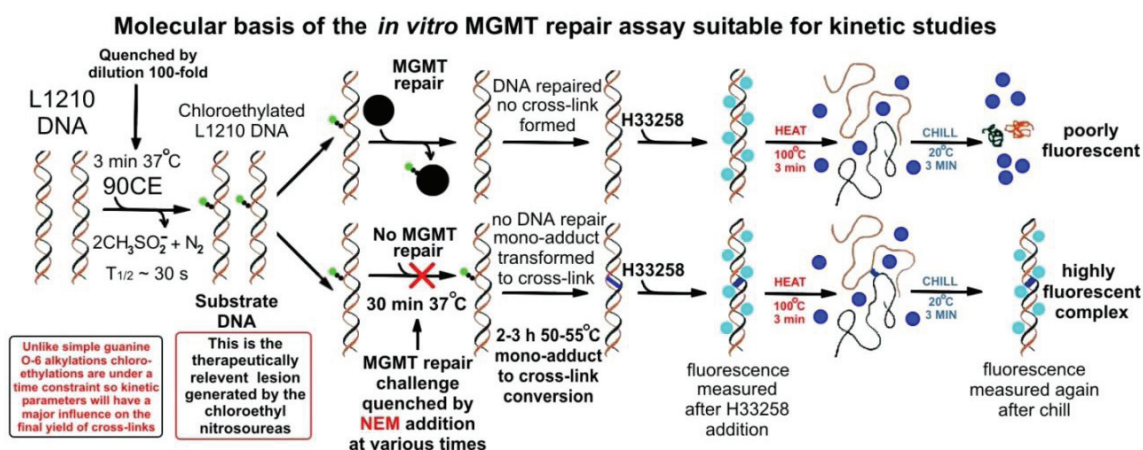 Molecular basis of the in vitro MGMT repair assay suitable for kinetic studies
Quenched by
dilution 100-fold
L1210
DNA
3 min 37°C
90CE
2CH₃SO₂⁻ + N₂
T1/2 ~ 30 s
Chloroethylated
L1210 DNA
Substrate
DNA
Unlike simple guanine
O-6 alkylations chloro-
ethylations are under a
time constraint so kinetic
parameters will have a
major influence on the
final yield of cross-links
This is the
therapeutically
relevent lesion
generated by the
chloroethyl
nitrosoureas
MGMT
repair
DNA repaired
no cross-link
formed
H33258
HEAT
100°C
3 min
CHILL
20°C
3 MIN
poorly
fluorescent
No MGMT
repair
30 min 37°C
MGMT repair
challenge
quenched by
NEM addition
at various times
no DNA repair
mono-adduct
transformed
to cross-link
2-3 h 50-55°C
mono-adduct
to cross-link
conversion
H33258
fluorescence
measured
after H33258
addition
HEAT
100°C
3 min
CHILL
20°C
3 MIN
highly
fluorescent
complex
fluorescence
measured again
after chill